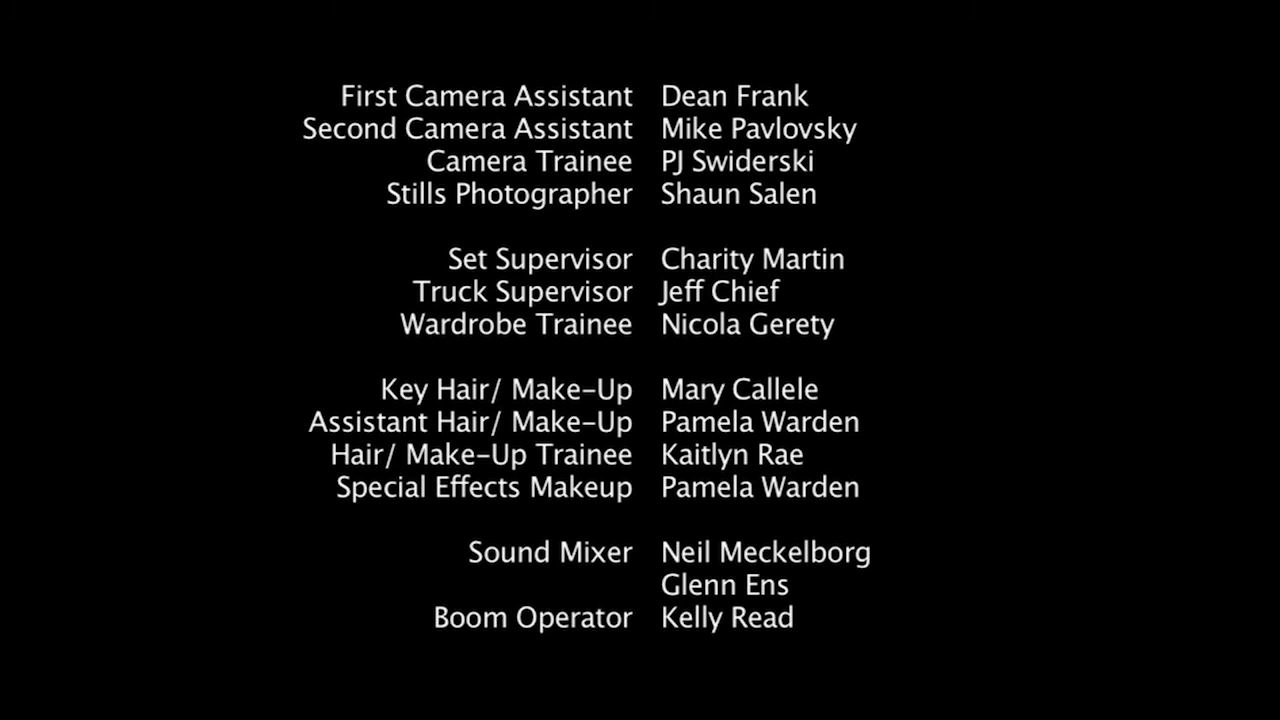 First Camera Assistant Dean Frank
Second Camera Assistant Mike Pavlovsky
Camera Trainee PJ Swiderski
Stills Photographer Shaun Salen
Set Supervisor Charity Martin
Truck Supervisor Jeff Chief
Wardrobe Trainee Nicola Gerety
Key Hair/ Make-Up Mary Callele
Assistant Hair/ Make-Up Pamela Warden
Hair/ Make-Up Trainee Kaitlyn Rae
Special Effects Makeup Pamela Warden
Sound Mixer Neil Meckelborg
Glenn Ens
Boom Operator Kelly Read